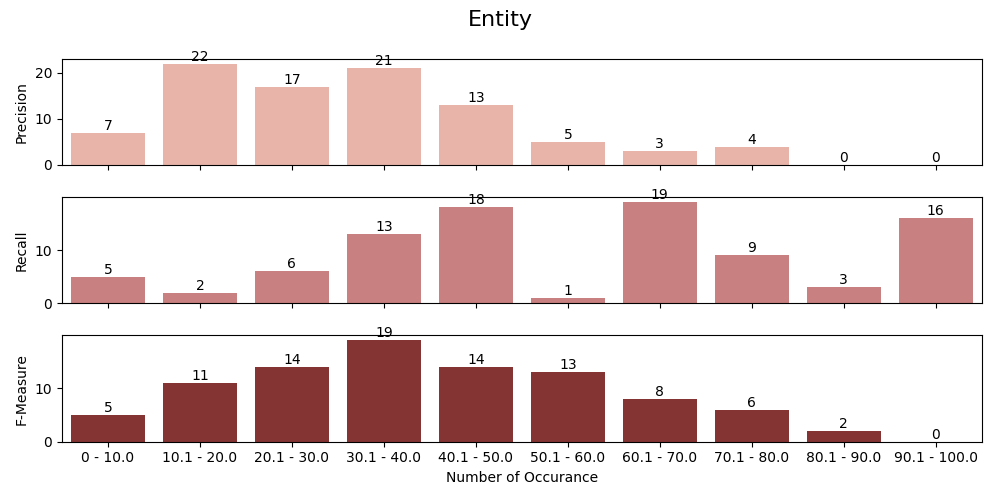 Entity
Precision
20
10
0
7 22 17 21 13 5 3 4 0 0
Recall
10
0
5 2 6 13 18 1 19 9 3 16
F-Measure
10
0
5 11 14 19 14 13 8 6 2 0
0 - 10.0 10.1 - 20.0 20.1 - 30.0 30.1 - 40.0 40.1 - 50.0 50.1 - 60.0 60.1 - 70.0 70.1 - 80.0 80.1 - 90.0 90.1 - 100.0
Number of Occurance